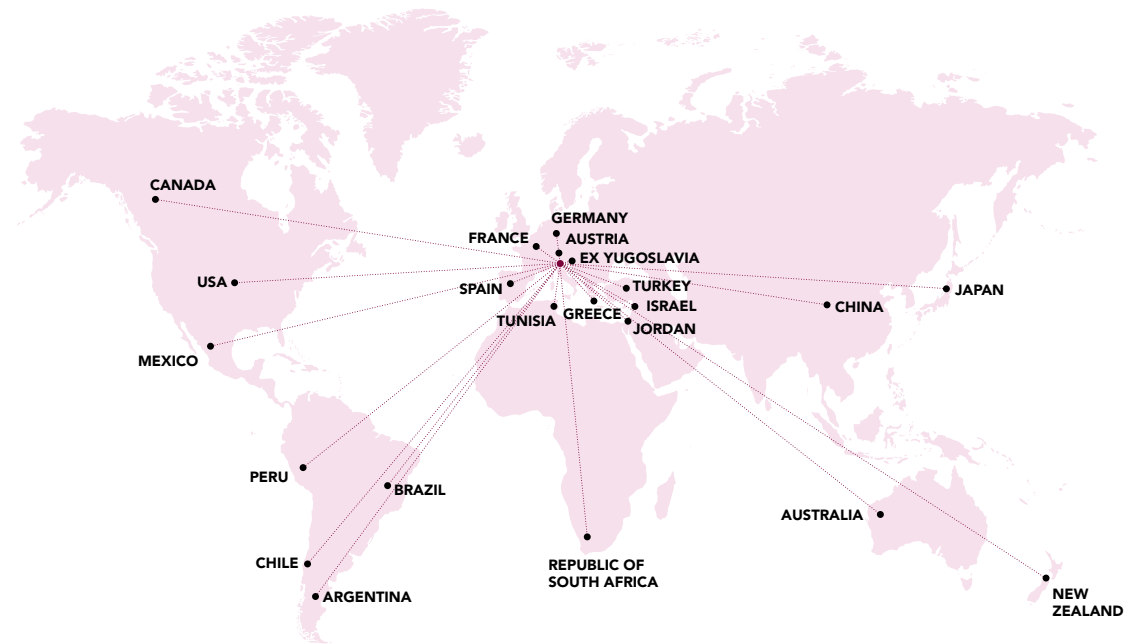 CANADA
GERMANY
FRANCE
AUSTRIA
EX YUGOSLAVIA
USA
SPAIN
TURKEY
JAPAN
TUNISIA
GREECE
ISRAEL
CHINA
JORDAN
MEXICO
PERU
BRAZIL
AUSTRALIA
CHILE
REPUBLIC OF
SOUTH AFRICA
ARGENTINA
NEW
ZEALAND